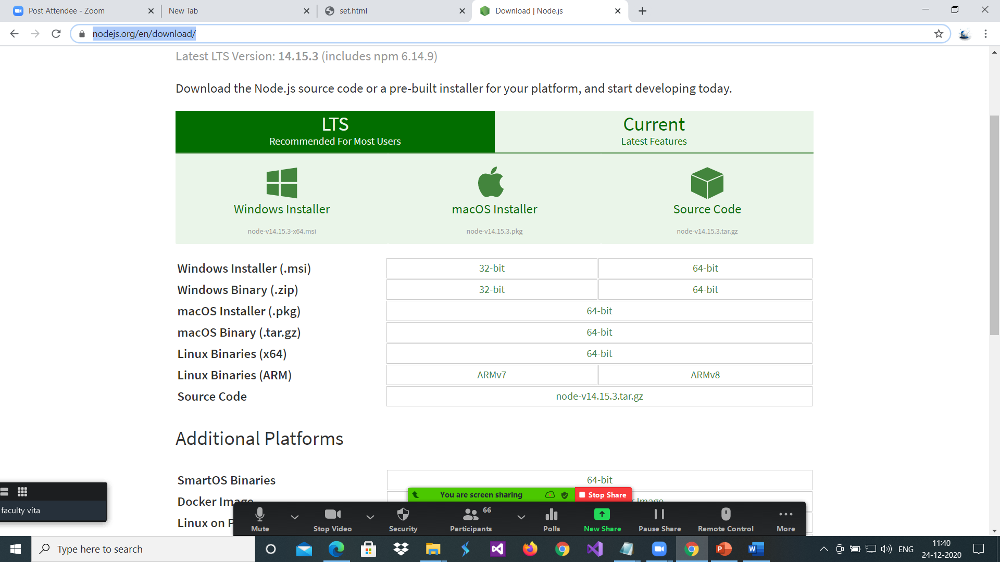 Post Attendee - Zoom
New Tab
set.html
Download | Node.js
nodejs.org/en/download/
Latest LTS Version: 14.15.3 (includes npm 6.14.9)
Download the Node.js source code or a pre-built installer for your platform, and start developing today.
LTS
Recommended For Most Users
Current
Latest Features
Windows Installer
node-v14.15.3-x64.msi
macOS Installer
node-v14.15.3.pkg
Source Code
node-v14.15.3.tar.gz
Windows Installer (.msi) 32-bit 64-bit
Windows Binary (.zip) 32-bit 64-bit
macOS Installer (.pkg) 64-bit
macOS Binary (.tar.gz) 64-bit
Linux Binaries (x64) 64-bit
Linux Binaries (ARM) ARMv7 ARMv8
Source Code node-v14.15.3.tar.gz
Additional Platforms
SmartOS Binaries 64-bit
Docker Image
Linux on
faculty vita
You are screen sharing
Stop Share
Mute
Stop Video
Security
Participants 66
Polls
New Share
Pause Share
Remote Control
More
Type here to search
ENG
11:40
24-12-2020